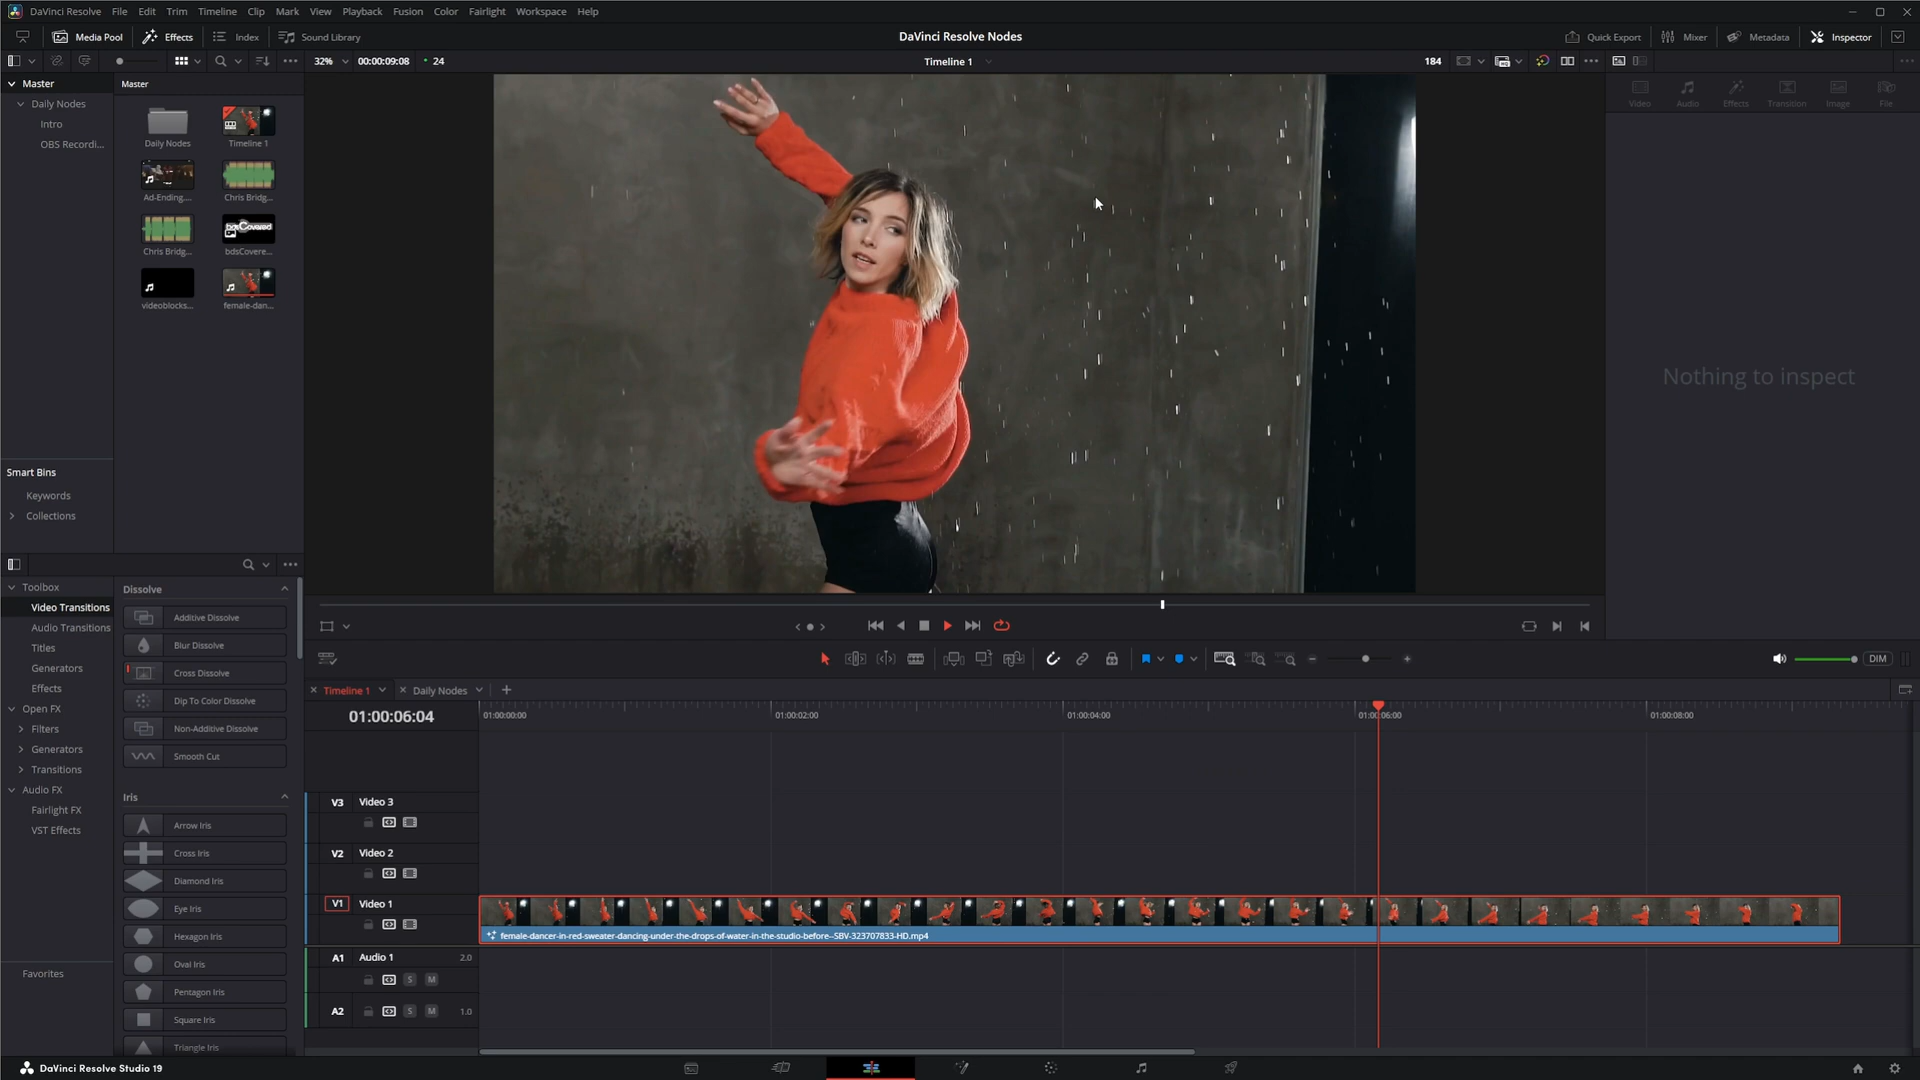 DaVinci Resolve File Edit Trim Timeline Clip Mark View Playback Fusion Color Fairlight Workspace Help
Media Pool Effects Index Sound Library DaVinci Resolve Nodes Quick Export Mixer Metadata Inspector
32% 00:00:09:08 24 Timeline 1 184
Master
Daily Nodes
Intro
OBS Recordi...
Master
Daily Nodes Timeline 1
Ad-Ending.... Chris Bridg...
Chris Bridg... bdsCovere...
videoblocks... female-dan...
Video Audio Effects Transition Image File
Nothing to inspect
Smart Bins
Keywords
Collections
Toolbox
Video Transitions
Audio Transitions
Titles
Generators
Effects
Open FX
Filters
Generators
Transitions
Audio FX
Fairlight FX
VST Effects
Favorites
Dissolve
Additive Dissolve
Blur Dissolve
Cross Dissolve
Dip To Color Dissolve
Non-Additive Dissolve
Smooth Cut
Iris
Arrow Iris
Cross Iris
Diamond Iris
Eye Iris
Hexagon Iris
Oval Iris
Pentagon Iris
Square Iris
Triangle Iris
DIM
Timeline 1 Daily Nodes
01:00:06:04 01:00:00:00 01:00:02:00 01:00:04:00 01:00:06:00 01:00:08:00
V3 Video 3
V2 Video 2
V1 Video 1
female-dancer-in-red-sweater-dancing-under-the-drops-of-water-in-the-studio-before--SBV-323707833-HD.mp4
A1 Audio 1 2.0
S M
A2 S M 1.0
DaVinci Resolve Studio 19